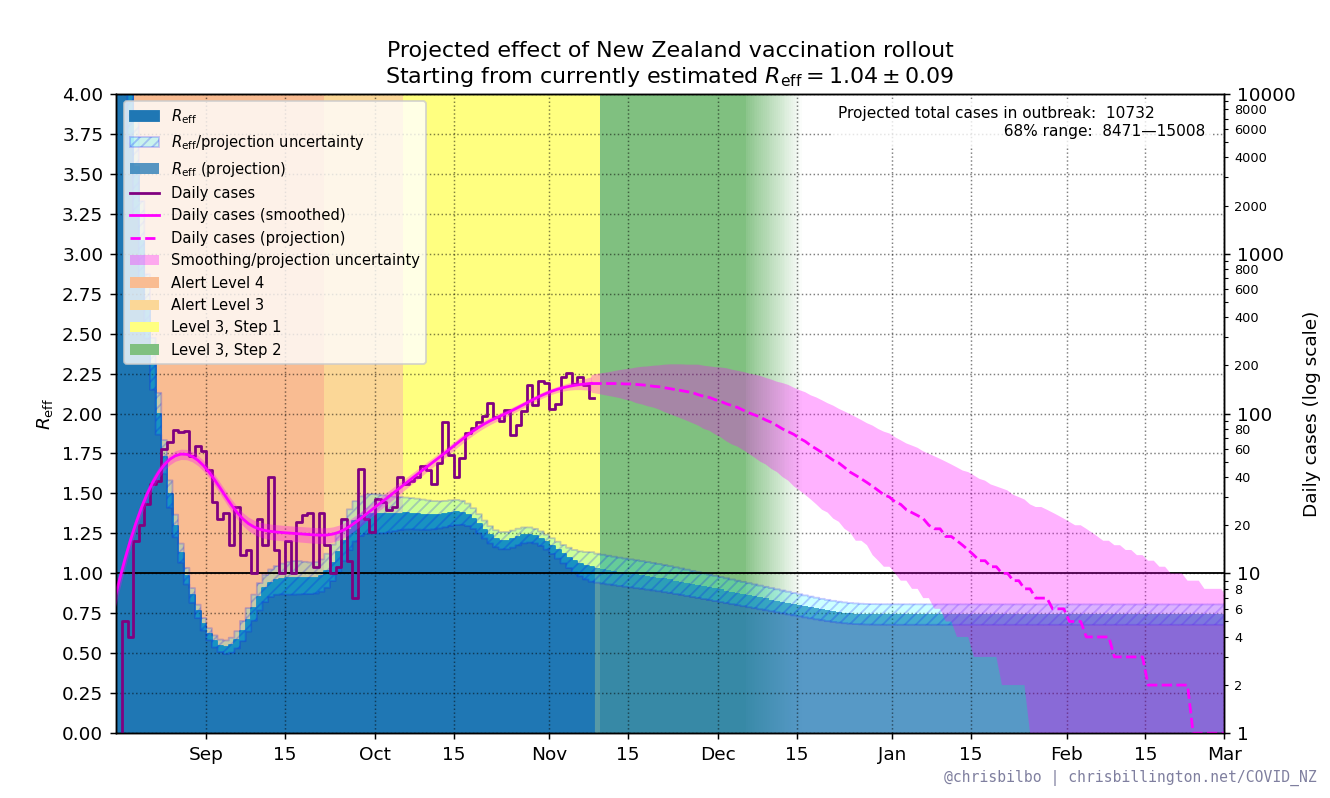 Projected effect of New Zealand vaccination rollout
Starting from currently estimated Reff = 1.04 ± 0.09
Projected total cases in outbreak: 10732
68% range: 8471—15008
Reff
Reff/projection uncertainty
Reff (projection)
Daily cases
Daily cases (smoothed)
Daily cases (projection)
Smoothing/projection uncertainty
Alert Level 4
Alert Level 3
Level 3, Step 1
Level 3, Step 2
Reff
4.00
3.75
3.50
3.25
3.00
2.75
2.50
2.25
2.00
1.75
1.50
1.25
1.00
0.75
0.50
0.25
0.00
10000
8000
6000
4000
2000
1000
800
600
400
200
100
80
60
40
20
10
8
6
4
2
1
Daily cases (log scale)
Sep 15 Oct 15 Nov 15 Dec 15 Jan 15 Feb 15 Mar
@chrisbilbo | chrisbillington.net/COVID_NZ